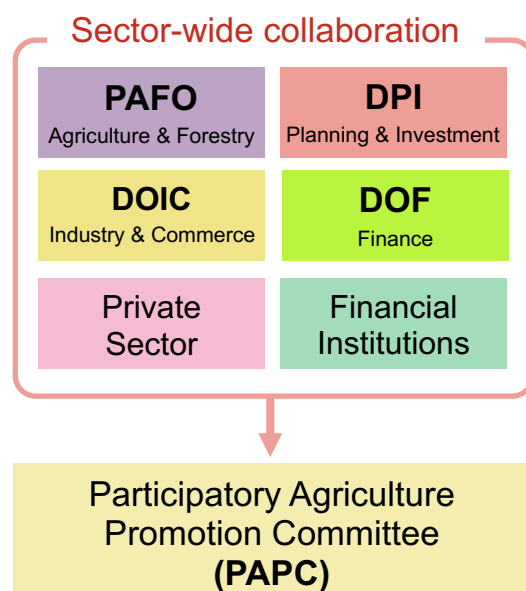 Sector-wide collaboration
PAFO
Agriculture & Forestry
DPI
Planning & Investment
DOIC
Industry & Commerce
DOF
Finance
Private
Sector
Financial
Institutions
Participatory Agriculture
Promotion Committee
(PAPC)